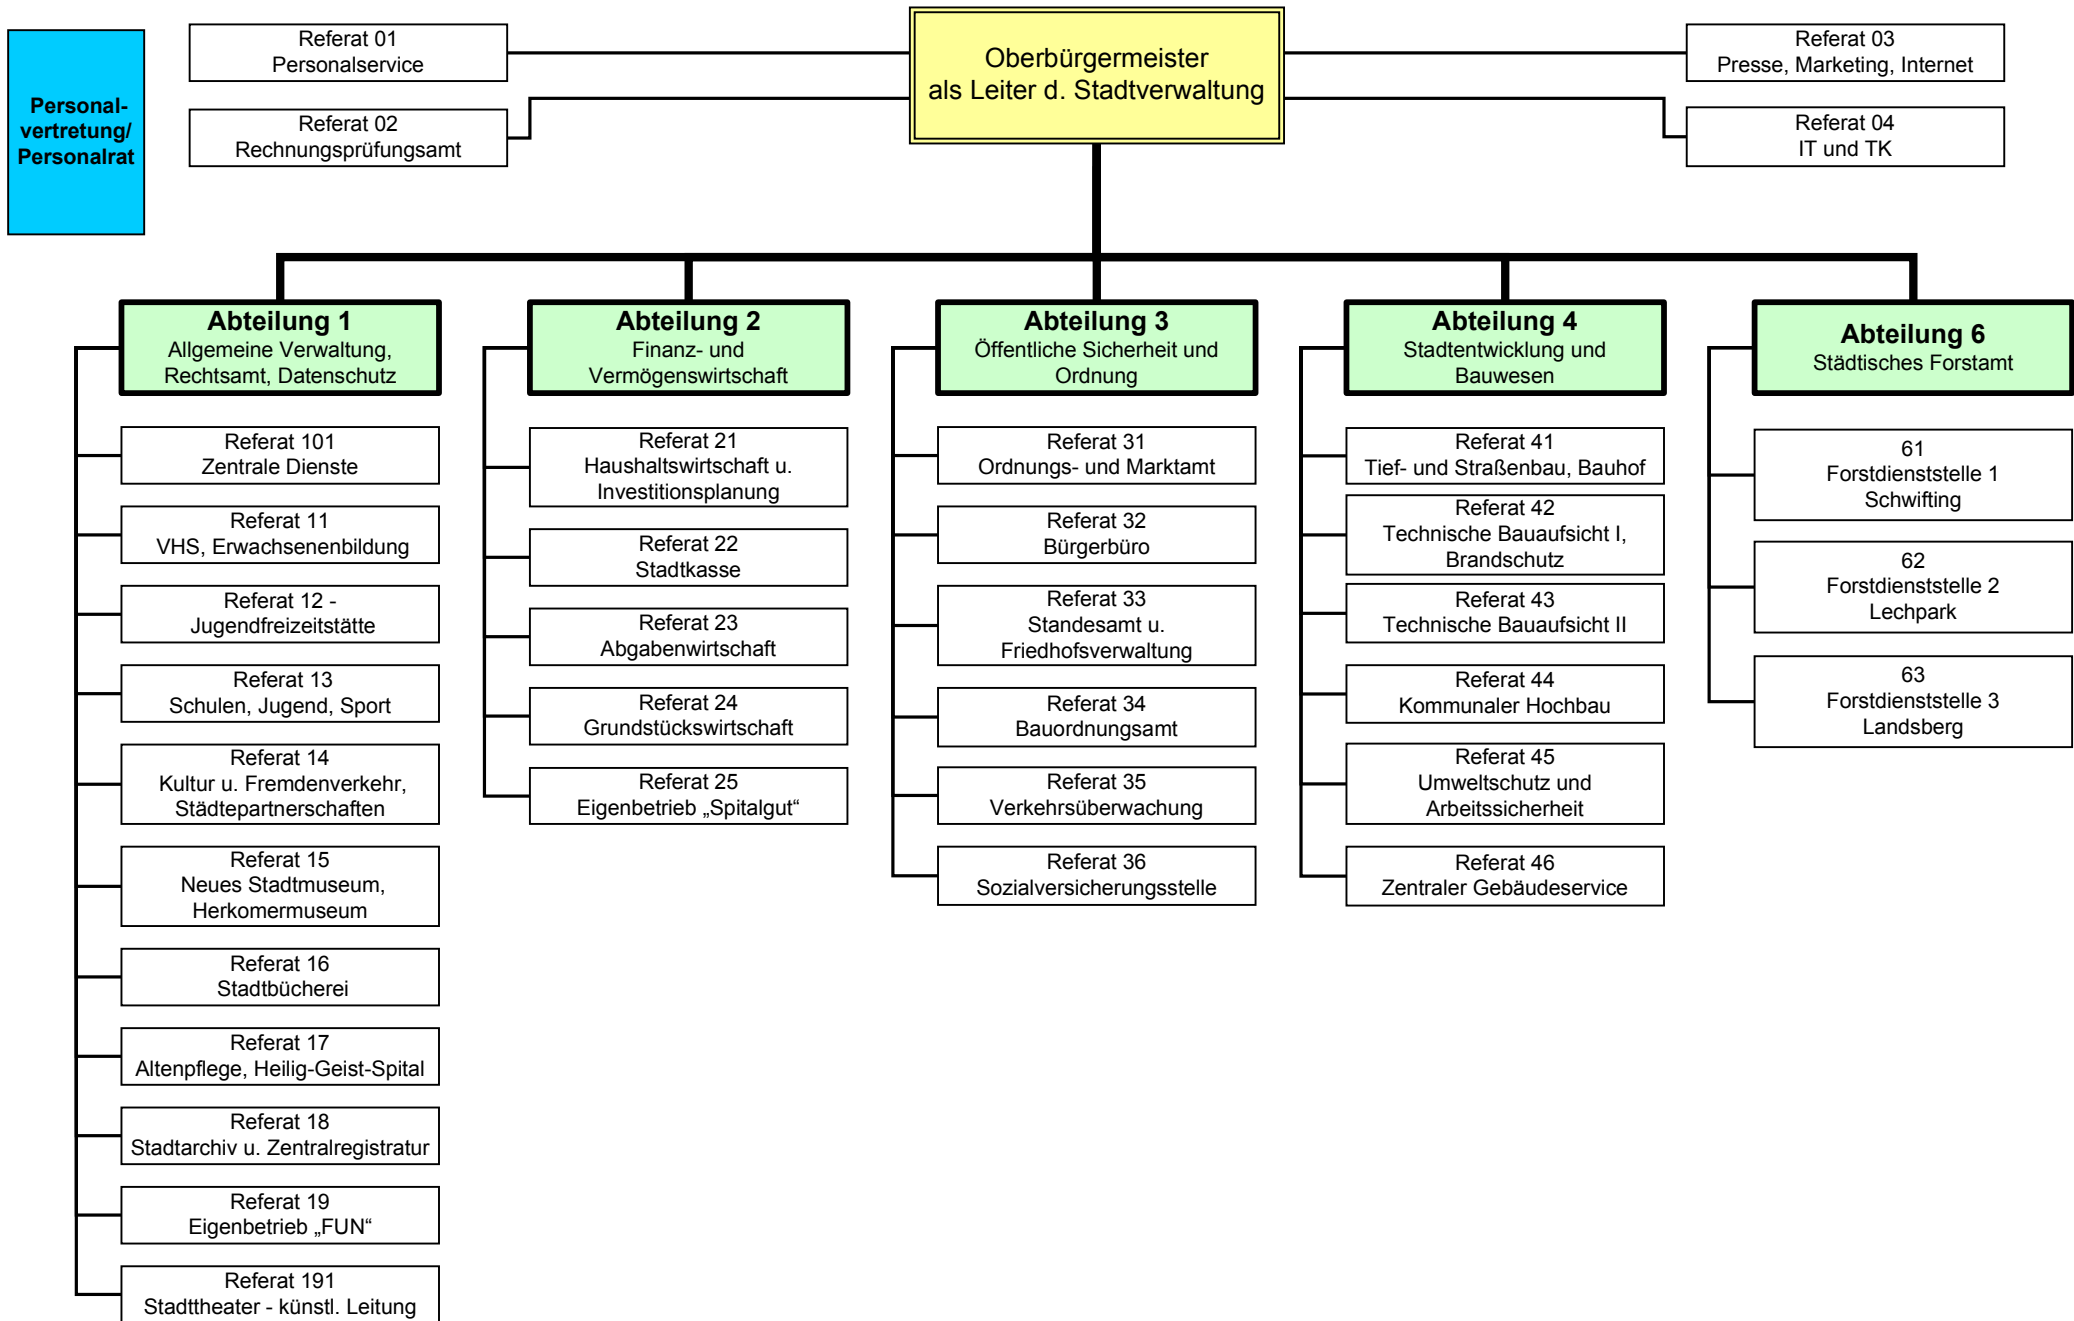 Personal-
vertretung/
Personalrat
Referat 01
Personalservice
Referat 02
Rechnungsprüfungsamt
Oberbürgermeister
als Leiter d. Stadtverwaltung
Referat 03
Presse, Marketing, Internet
Referat 04
IT und TK
Abteilung 1
Allgemeine Verwaltung,
Rechtsamt, Datenschutz
Referat 101
Zentrale Dienste
Referat 11
VHS, Erwachsenenbildung
Referat 12 -
Jugendfreizeitstätte
Referat 13
Schulen, Jugend, Sport
Referat 14
Kultur u. Fremdenverkehr,
Städtepartnerschaften
Referat 15
Neues Stadtmuseum,
Herkomermuseum
Referat 16
Stadtbücherei
Referat 17
Altenpflege, Heilig-Geist-Spital
Referat 18
Stadtarchiv u. Zentralregistratur
Referat 19
Eigenbetrieb „FUN“
Referat 191
Stadttheater - künstl. Leitung
Abteilung 2
Finanz- und
Vermögenswirtschaft
Referat 21
Haushaltswirtschaft u.
Investitionsplanung
Referat 22
Stadtkasse
Referat 23
Abgabenwirtschaft
Referat 24
Grundstückswirtschaft
Referat 25
Eigenbetrieb „Spitalgut“
Abteilung 3
Öffentliche Sicherheit und
Ordnung
Referat 31
Ordnungs- und Marktamt
Referat 32
Bürgerbüro
Referat 33
Standesamt u.
Friedhofsverwaltung
Referat 34
Bauordnungsamt
Referat 35
Verkehrsüberwachung
Referat 36
Sozialversicherungsstelle
Abteilung 4
Stadtentwicklung und
Bauwesen
Referat 41
Tief- und Straßenbau, Bauhof
Referat 42
Technische Bauaufsicht I,
Brandschutz
Referat 43
Technische Bauaufsicht II
Referat 44
Kommunaler Hochbau
Referat 45
Umweltschutz und
Arbeitssicherheit
Referat 46
Zentraler Gebäudeservice
Abteilung 6
Städtisches Forstamt
61
Forstdienststelle 1
Schwifting
62
Forstdienststelle 2
Lechpark
63
Forstdienststelle 3
Landsberg